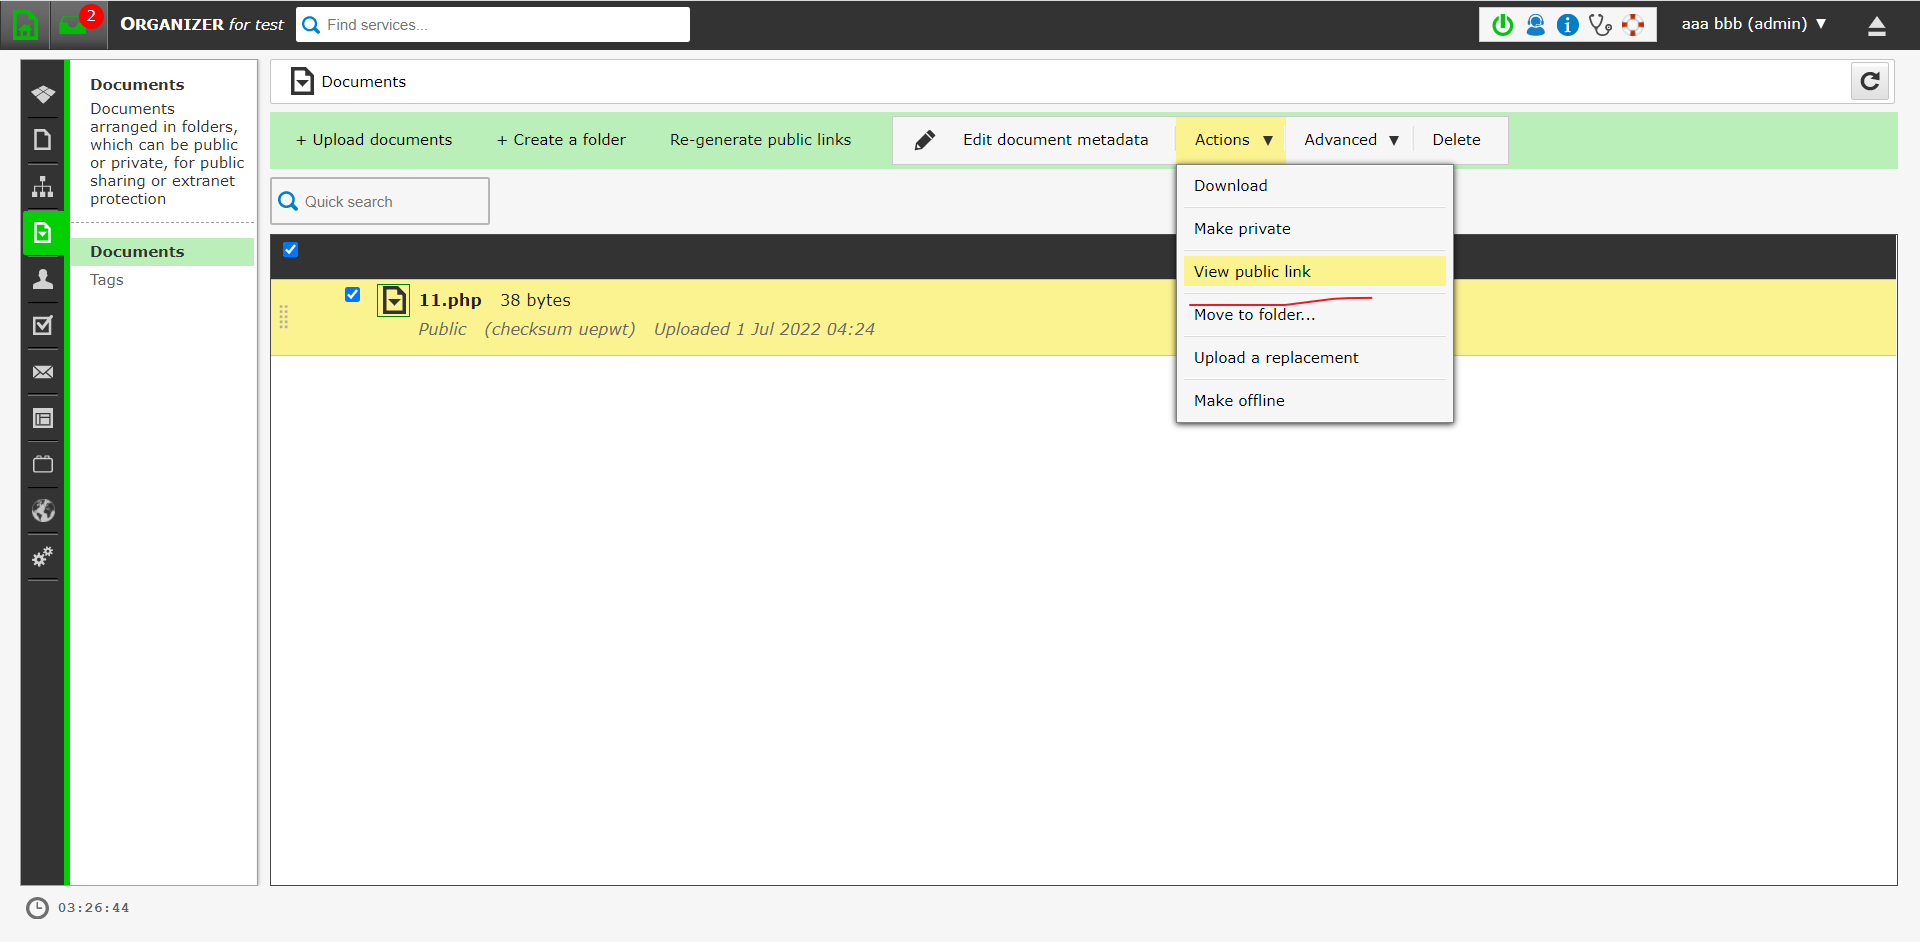 2
ORGANIZER for test
Find services...
i
aaa bbb (admin) ▼
Documents
Documents
arranged in folders,
which can be public
or private, for public
sharing or extranet
protection
Documents
Tags
Documents
+ Upload documents
+ Create a folder
Re-generate public links
Edit document metadata
Actions ▼
Advanced ▼
Delete
Download
Make private
View public link
Move to folder...
Upload a replacement
Make offline
Quick search
11.php 38 bytes
Public (checksum uepwt) Uploaded 1 Jul 2022 04:24
03:26:44